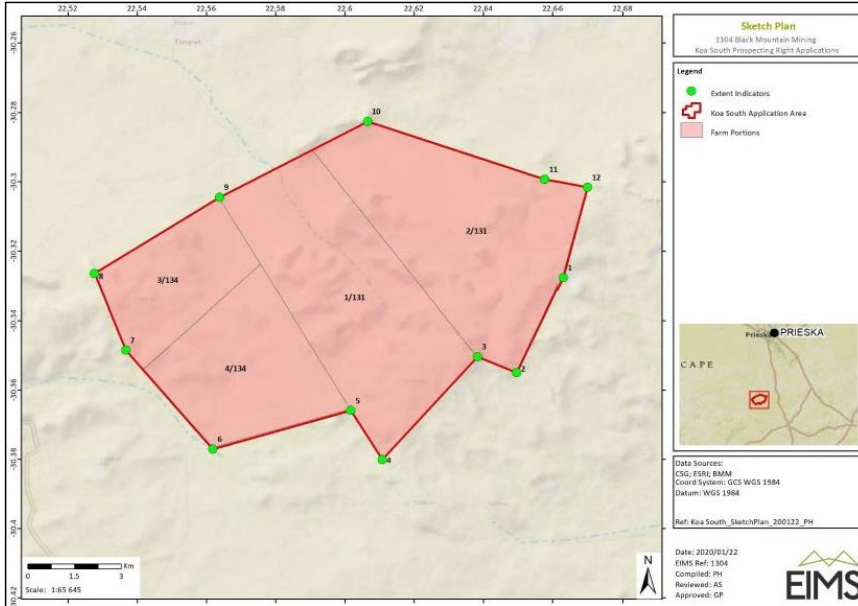 22,52 22,54 22,56 22,58 22,6 22,62 22,64 22,66 22,68
-30,26
-30,28
-30,3
-30,32
-30,34
-30,36
-30,38
-30,4
-30,42
10
11
12
9
2/131
1
8
3/134
1/131
7
3
2
4/134
5
6
4
0 1.5 3 Km
Scale: 1:65 645
N
Sketch Plan
1304 Black Mountain Mining
Koa South Prospecting Right Applications
Legend
Extent Indicators
Koa South Application Area
Farm Portions
Prieska PRIESKA
CAPE
Data Sources:
CSG; ESRI; BMM
Coord System: GCS WGS 1984
Datum: WGS 1984
Ref: Koa South_SketchPlan_200122_PH
Date: 2020/01/22
EIMS Ref: 1304
Compiled: PH
Reviewed: AS
Approved: GP
EIMS